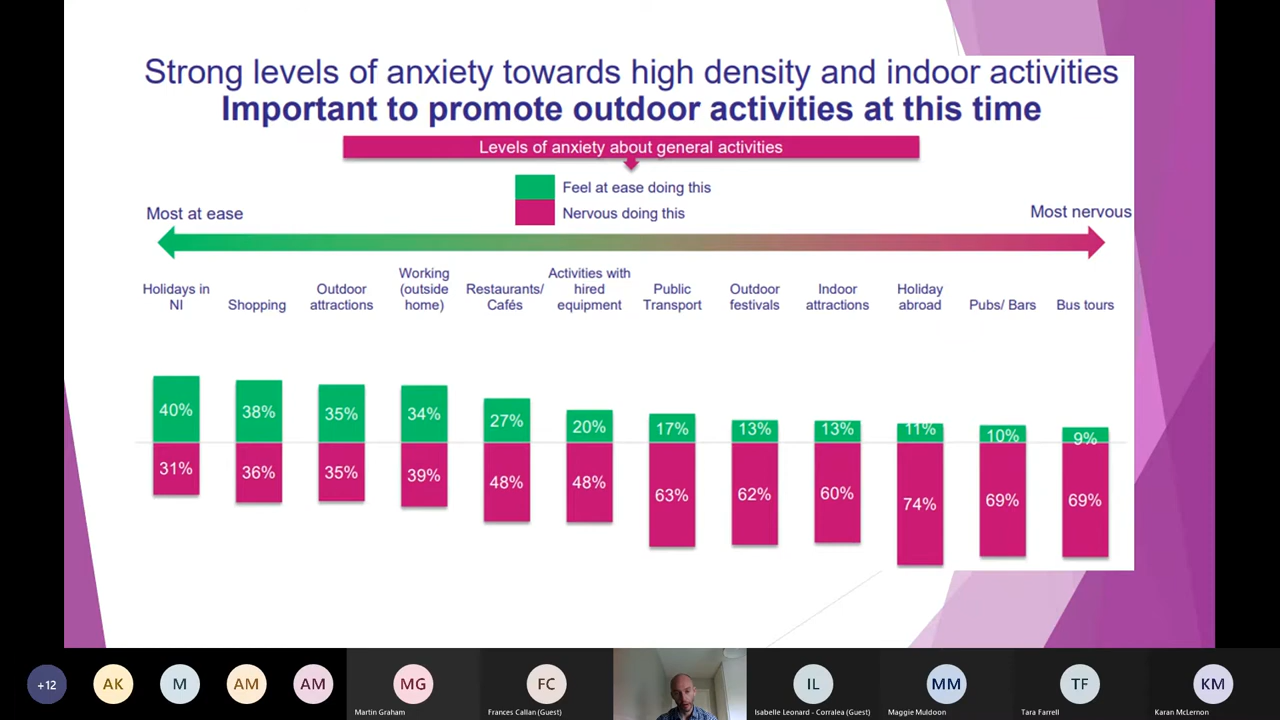 Strong levels of anxiety towards high density and indoor activities
Important to promote outdoor activities at this time
Levels of anxiety about general activities
Feel at ease doing this
Nervous doing this
Most at ease
Most nervous
Holidays in
NI
Shopping
Outdoor
attractions
Working
(outside
home)
Restaurants/
Cafés
Activities with
hired
equipment
Public
Transport
Outdoor
festivals
Indoor
attractions
Holiday
abroad
Pubs/ Bars
Bus tours
40% 38% 35% 34% 27% 20% 17% 13% 13% 11% 10% 9%
31% 36% 35% 39% 48% 48% 63% 62% 60% 74% 69% 69%
+12 AK M AM AM MG FC IL MM TF KM
Martin Graham Frances Callan (Guest) Isabelle Leonard - Corralea (Guest) Maggie Muldoon Tara Farrell Karan McLernon